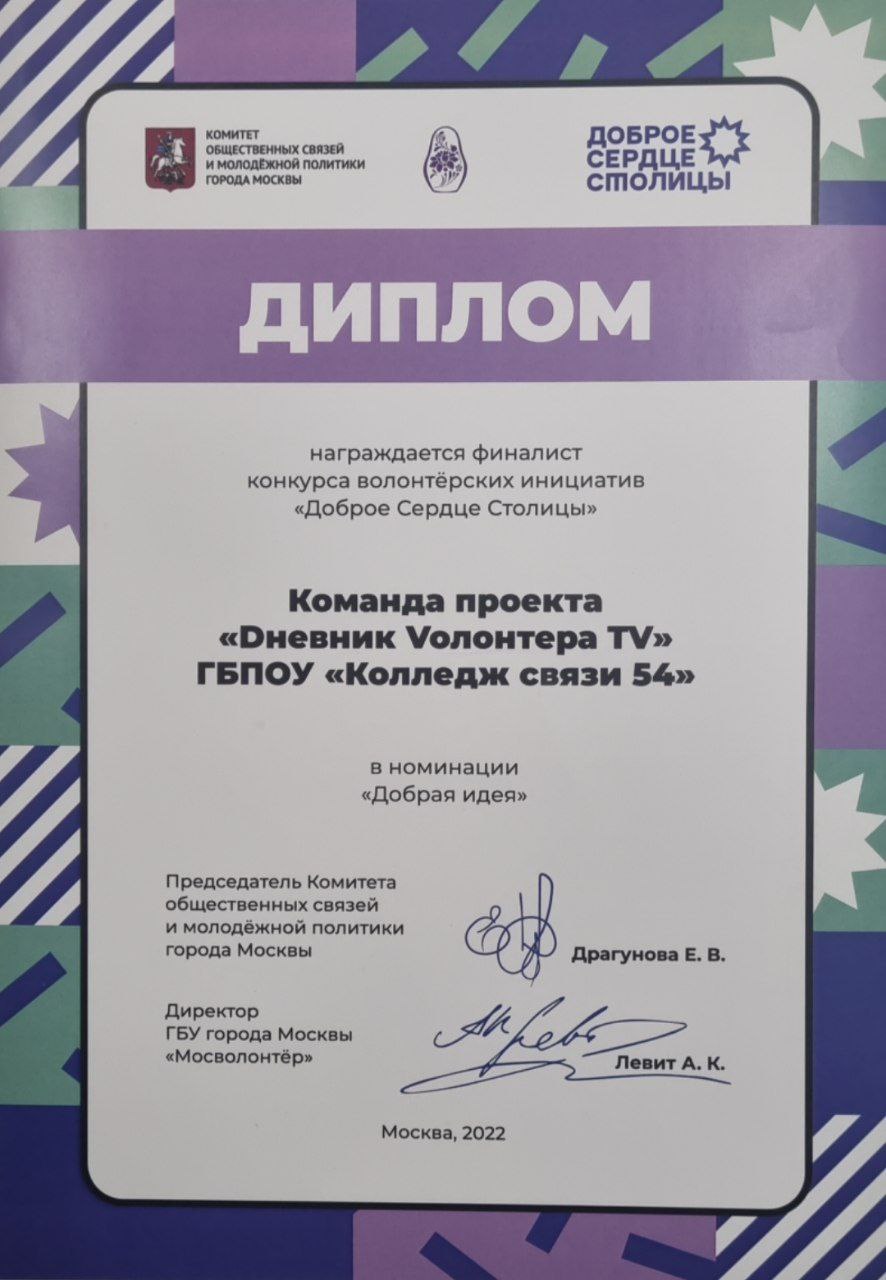 КОМИТЕТ
ОБЩЕСТВЕННЫХ СВЯЗЕЙ
И МОЛОДЁЖНОЙ ПОЛИТИКИ
ГОРОДА МОСКВЫ
ДОБРОЕ
СЕРДЦЕ
СТОЛИЦЫ
ДИПЛОМ
награждается финалист
конкурса волонтёрских инициатив
«Доброе Сердце Столицы»
Команда проекта
«Dневник Vолонтера TV»
ГБПОУ «Колледж связи 54»
в номинации
«Добрая идея»
Председатель Комитета
общественных связей
и молодёжной политики
города Москвы
Драгунова Е. В.
Директор
ГБУ города Москвы
«Мосволонтёр»
Левит А. К.
Москва, 2022